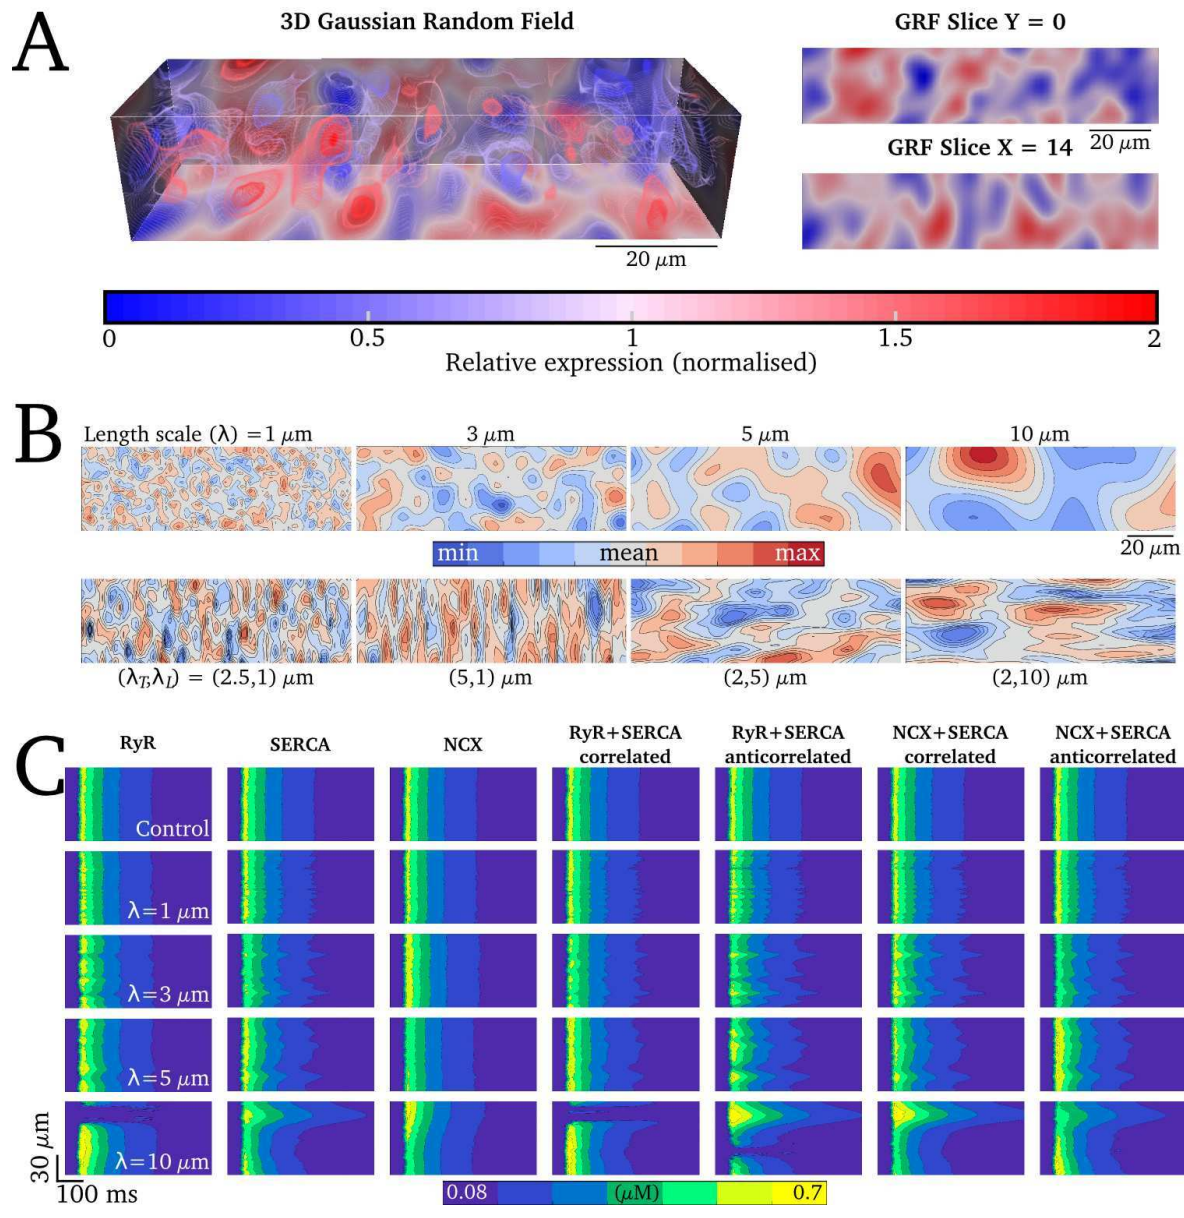 A
3D Gaussian Random Field
GRF Slice Y = 0
20 μm
GRF Slice X = 14
20 μm
0 0.5 1 1.5 2
Relative expression (normalised)
B
Length scale (λ) = 1 μm 3 μm 5 μm 10 μm
20 μm
min mean max
(λT,λL) = (2.5,1) μm (5,1) μm (2,5) μm (2,10) μm
C
RyR SERCA NCX RyR+SERCA correlated RyR+SERCA anticorrelated NCX+SERCA correlated NCX+SERCA anticorrelated
Control
λ=1 μm
λ=3 μm
λ=5 μm
λ=10 μm
30 μm
100 ms
0.08 (μM) 0.7